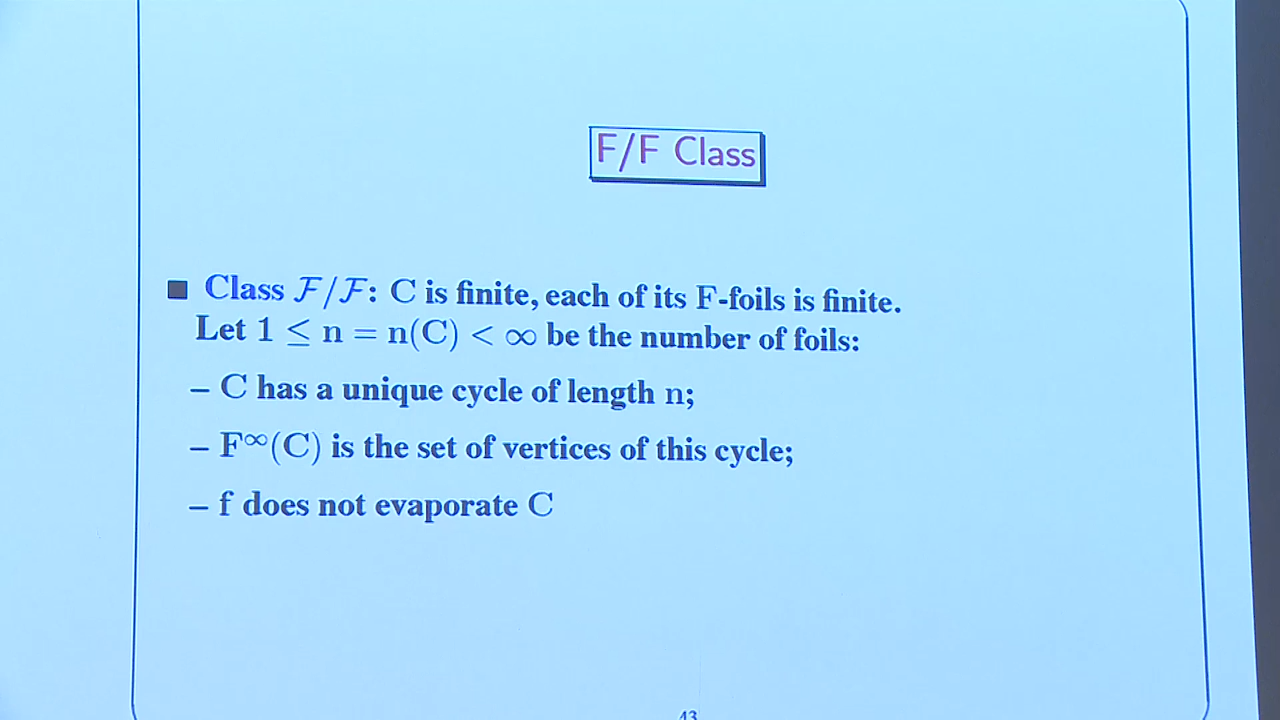 F/F Class
■ Class ℱ/ℱ: C is finite, each of its F-foils is finite.
Let 1 ≤ n = n(C) < ∞ be the number of foils:
– C has a unique cycle of length n;
– F^∞(C) is the set of vertices of this cycle;
– f does not evaporate C
43